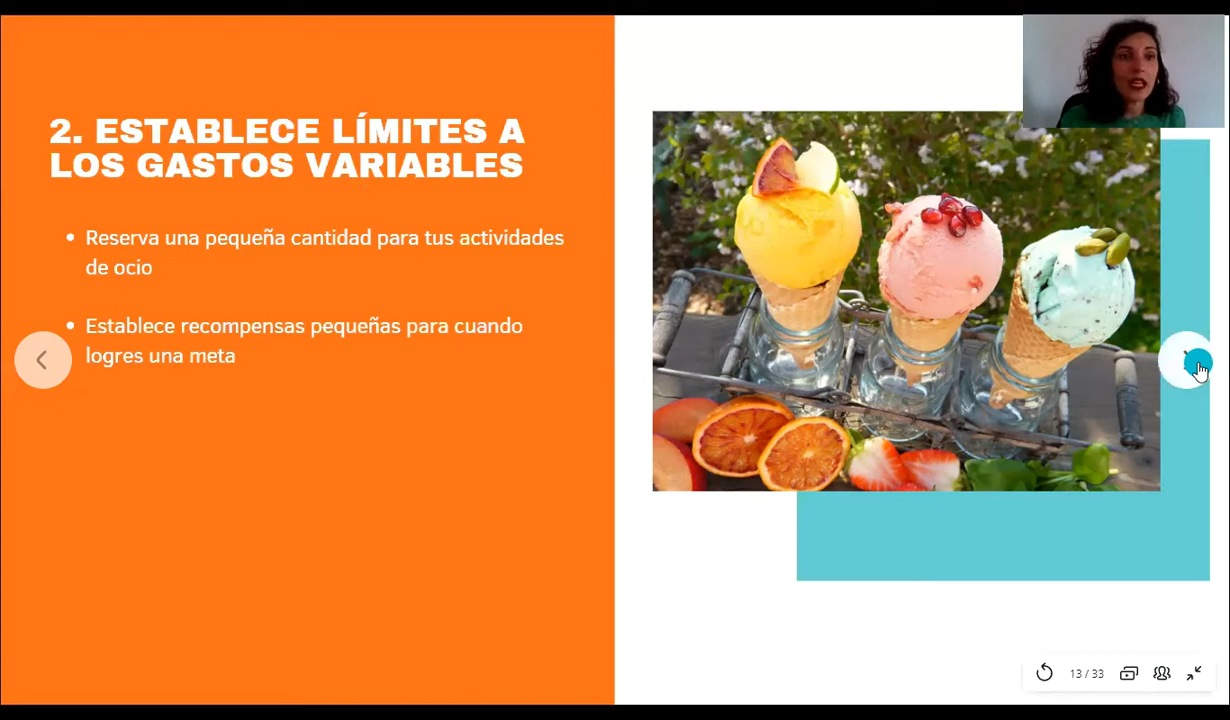 2. ESTABLECE LÍMITES A
LOS GASTOS VARIABLES
• Reserva una pequeña cantidad para tus actividades
de ocio
• Establece recompensas pequeñas para cuando
logres una meta
13 / 33